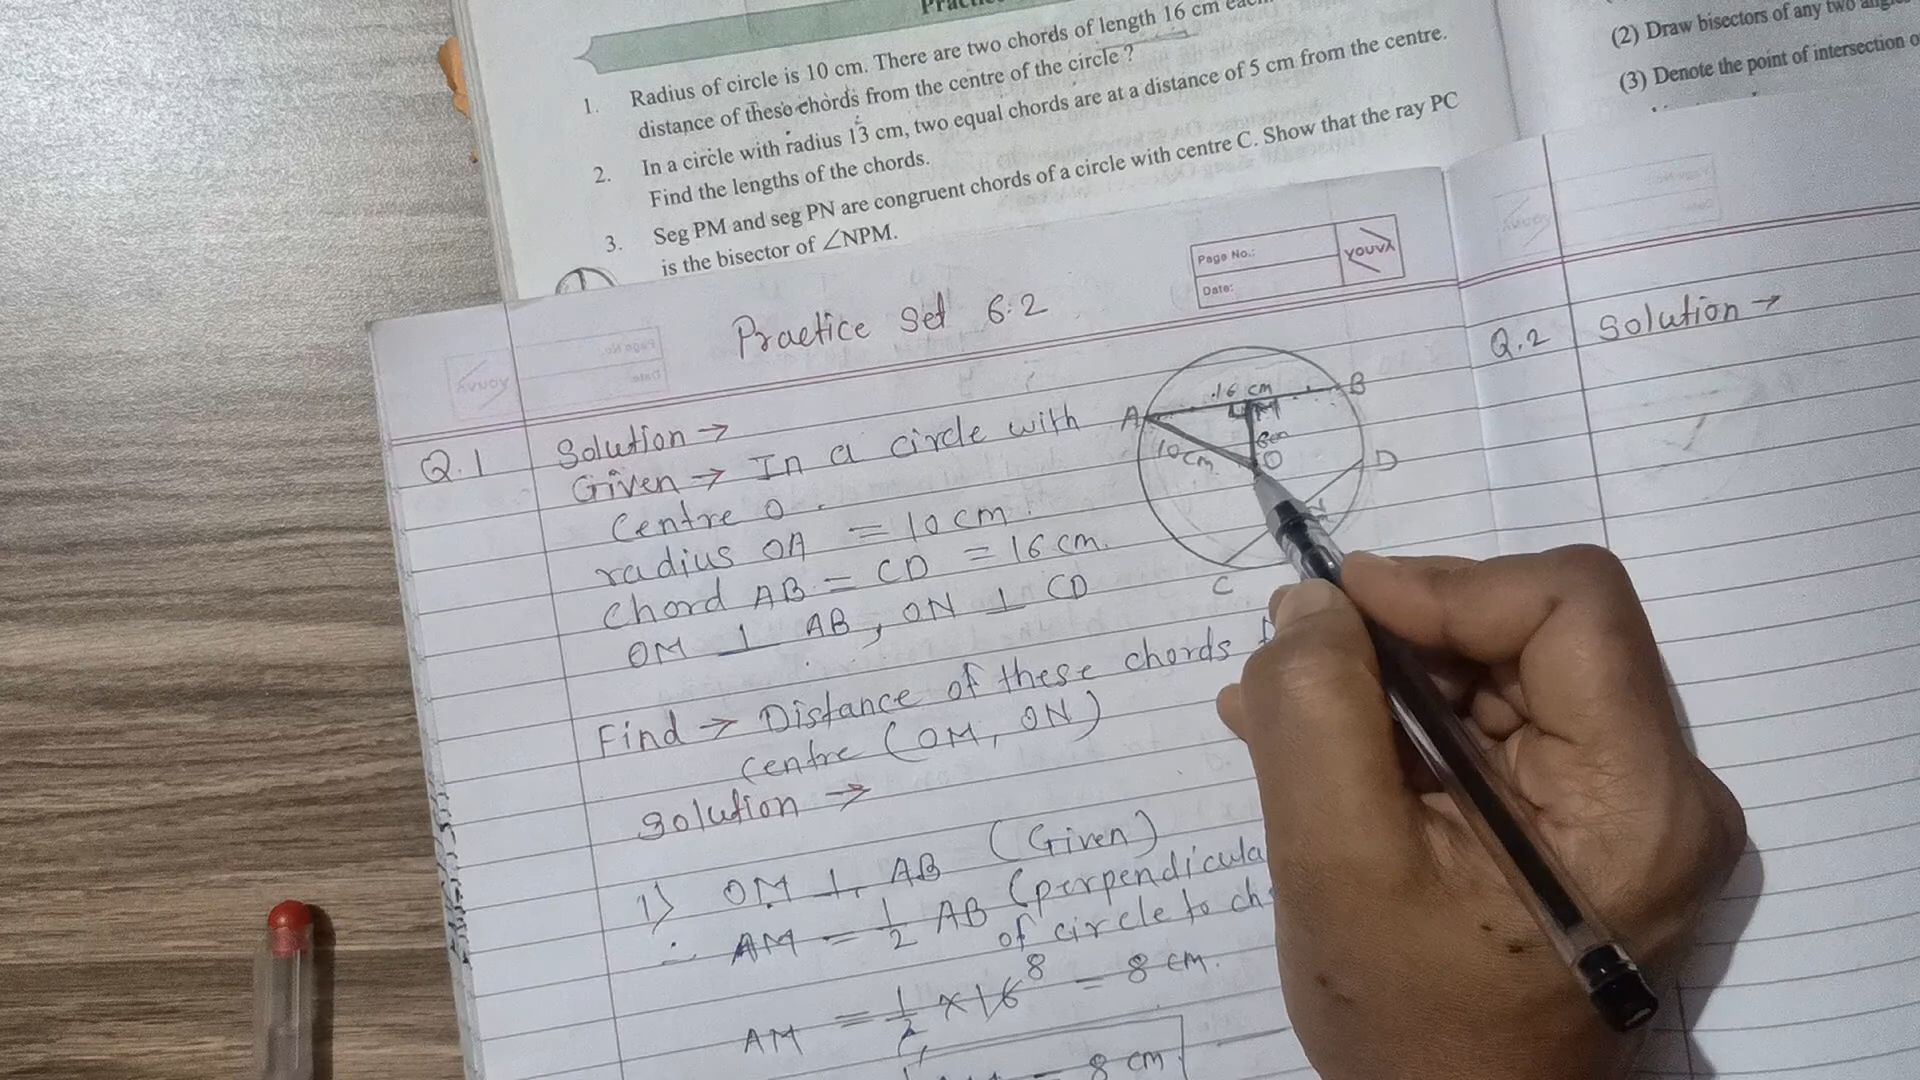 1. Radius of circle is 10 cm. There are two chords of length 16 cm
distance of these chords from the centre of the circle ?
2. In a circle with radius 13 cm, two equal chords are at a distance of 5 cm from the centre.
Find the lengths of the chords.
3. Seg PM and seg PN are congruent chords of a circle with centre C. Show that the ray PC
is the bisector of ∠NPM.
(2) Draw bisectors of any two
(3) Denote the point of intersection
Page No.:
Date:
YOUVA
Practice Set 6.2
Q.1 Solution →
Given → In a circle with
Centre O.
radius OA = 10 cm
Chord AB = CD = 16 cm.
OM ⊥ AB, ON ⊥ CD
Find → Distance of these chords
centre (OM, ON)
Solution →
1) OM ⊥ AB (Given)
∴ AM = 1/2 AB (perpendicular
of circle to
AM = 1/2 × 16 8 = 8 cm.
8 cm
A
16 cm
B
M
10 cm
O
D
N
C
Q.2 Solution →